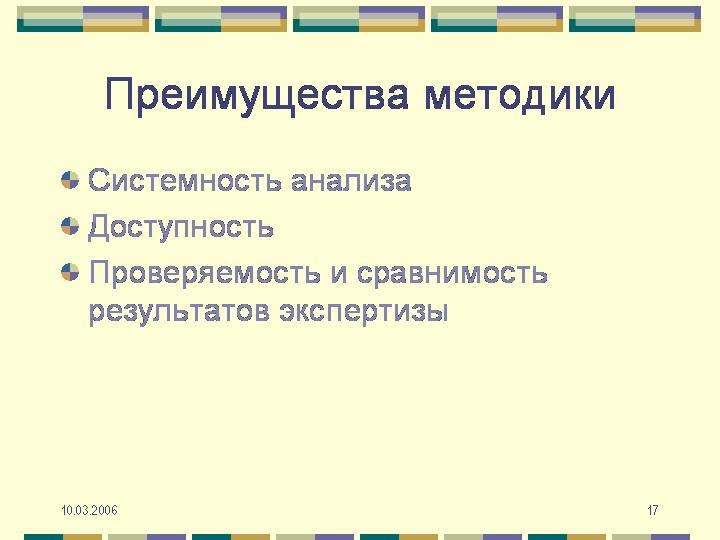 Преимущества методики
Системность анализа
Доступность
Проверяемость и сравнимость
результатов экспертизы
10.03.2006
17